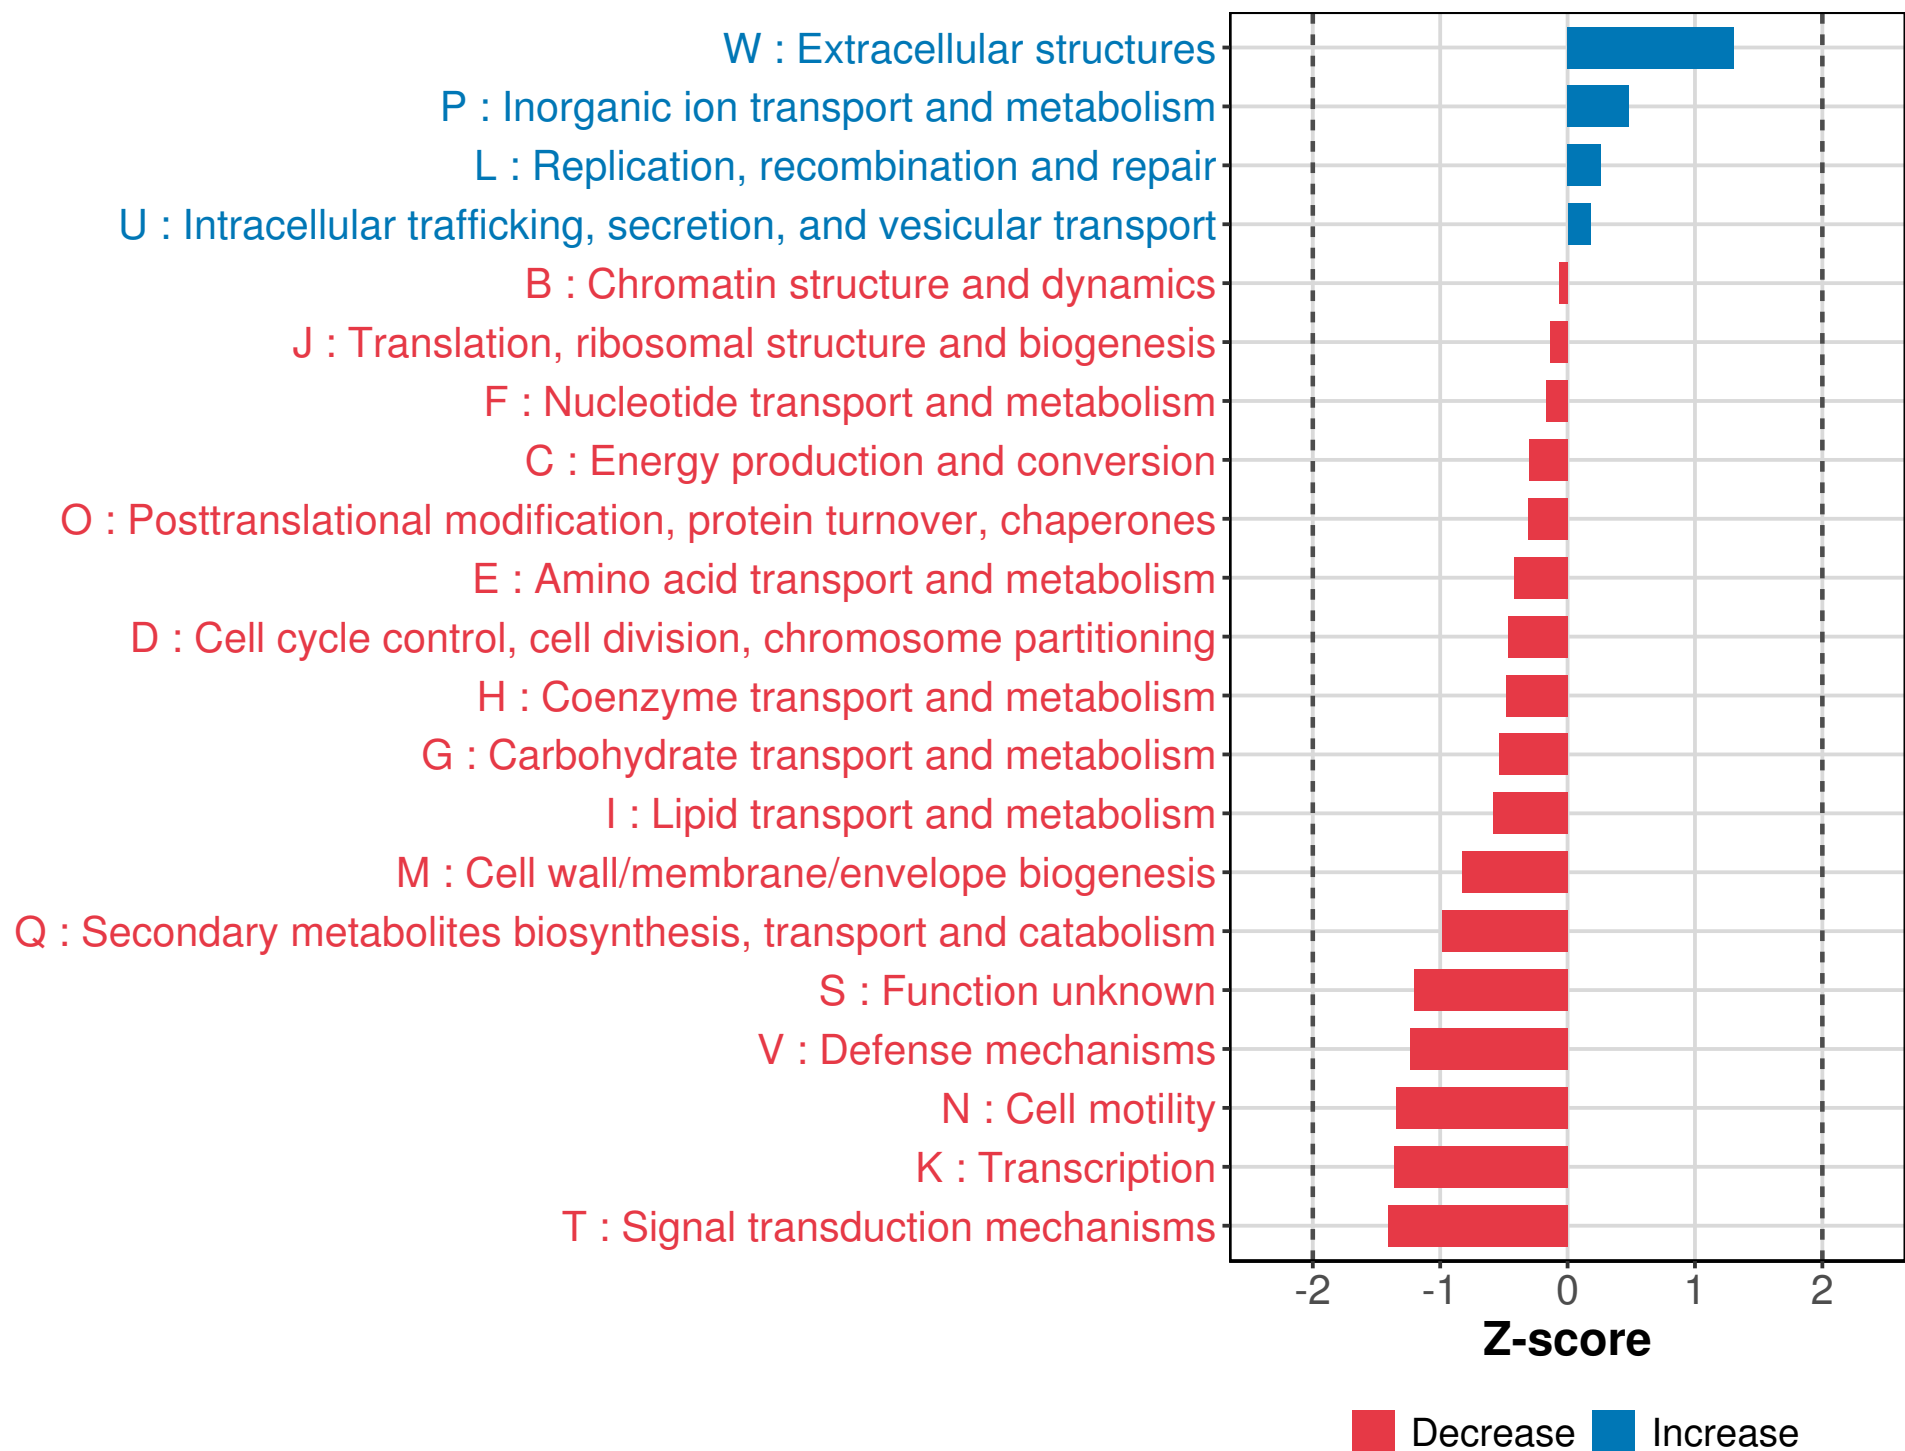 W : Extracellular structures
P : Inorganic ion transport and metabolism
L : Replication, recombination and repair
U : Intracellular trafficking, secretion, and vesicular transport
B : Chromatin structure and dynamics
J : Translation, ribosomal structure and biogenesis
F : Nucleotide transport and metabolism
C : Energy production and conversion
O : Posttranslational modification, protein turnover, chaperones
E : Amino acid transport and metabolism
D : Cell cycle control, cell division, chromosome partitioning
H : Coenzyme transport and metabolism
G : Carbohydrate transport and metabolism
I : Lipid transport and metabolism
M : Cell wall/membrane/envelope biogenesis
Q : Secondary metabolites biosynthesis, transport and catabolism
S : Function unknown
V : Defense mechanisms
N : Cell motility
K : Transcription
T : Signal transduction mechanisms
-2 -1 0 1 2
Z-score
Decrease Increase